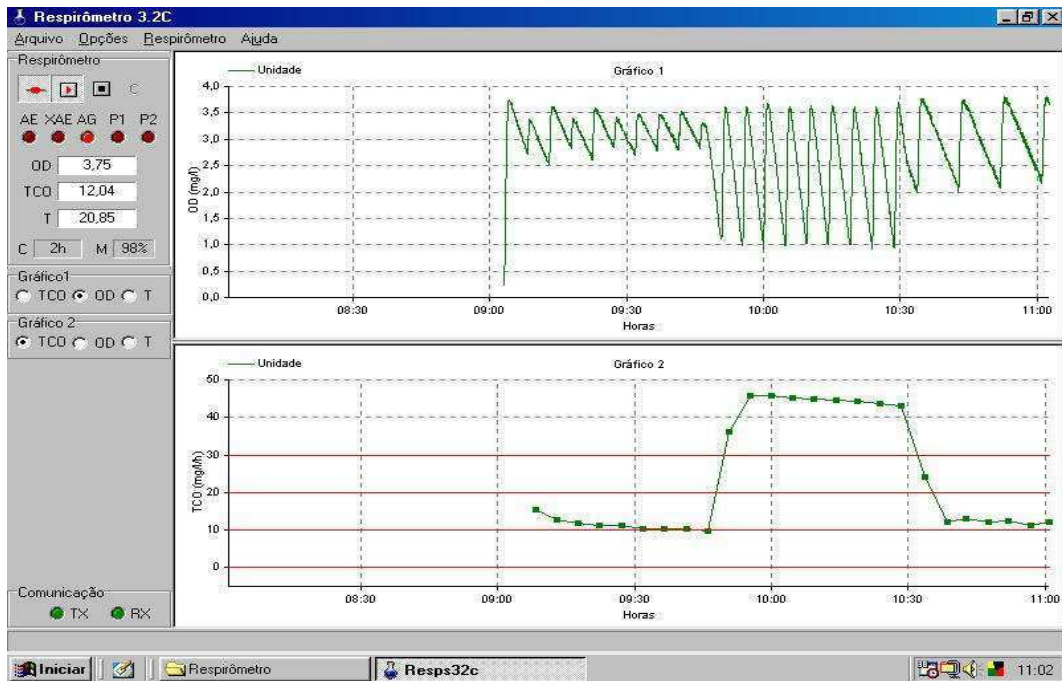 Respirômetro 3.2C
Arquivo Opções Respirômetro Ajuda
Respirômetro
C
AE XAE AG P1 P2
OD 3,75
TCO 12,04
T 20,85
C 2h M 98%
Gráfico1
TCO OD T
Gráfico 2
TCO OD T
Comunicação
TX RX
Unidade
Gráfico 1
OD (mg/l)
4,0
3,5
3,0
2,5
2,0
1,5
1,0
0,5
0,0
08:30 09:00 09:30 10:00 10:30 11:00
Horas
Unidade
Gráfico 2
TCO (mg/l/h)
50
40
30
20
10
0
08:30 09:00 09:30 10:00 10:30 11:00
Horas
Iniciar
Respirômetro
Resps32c
11:02